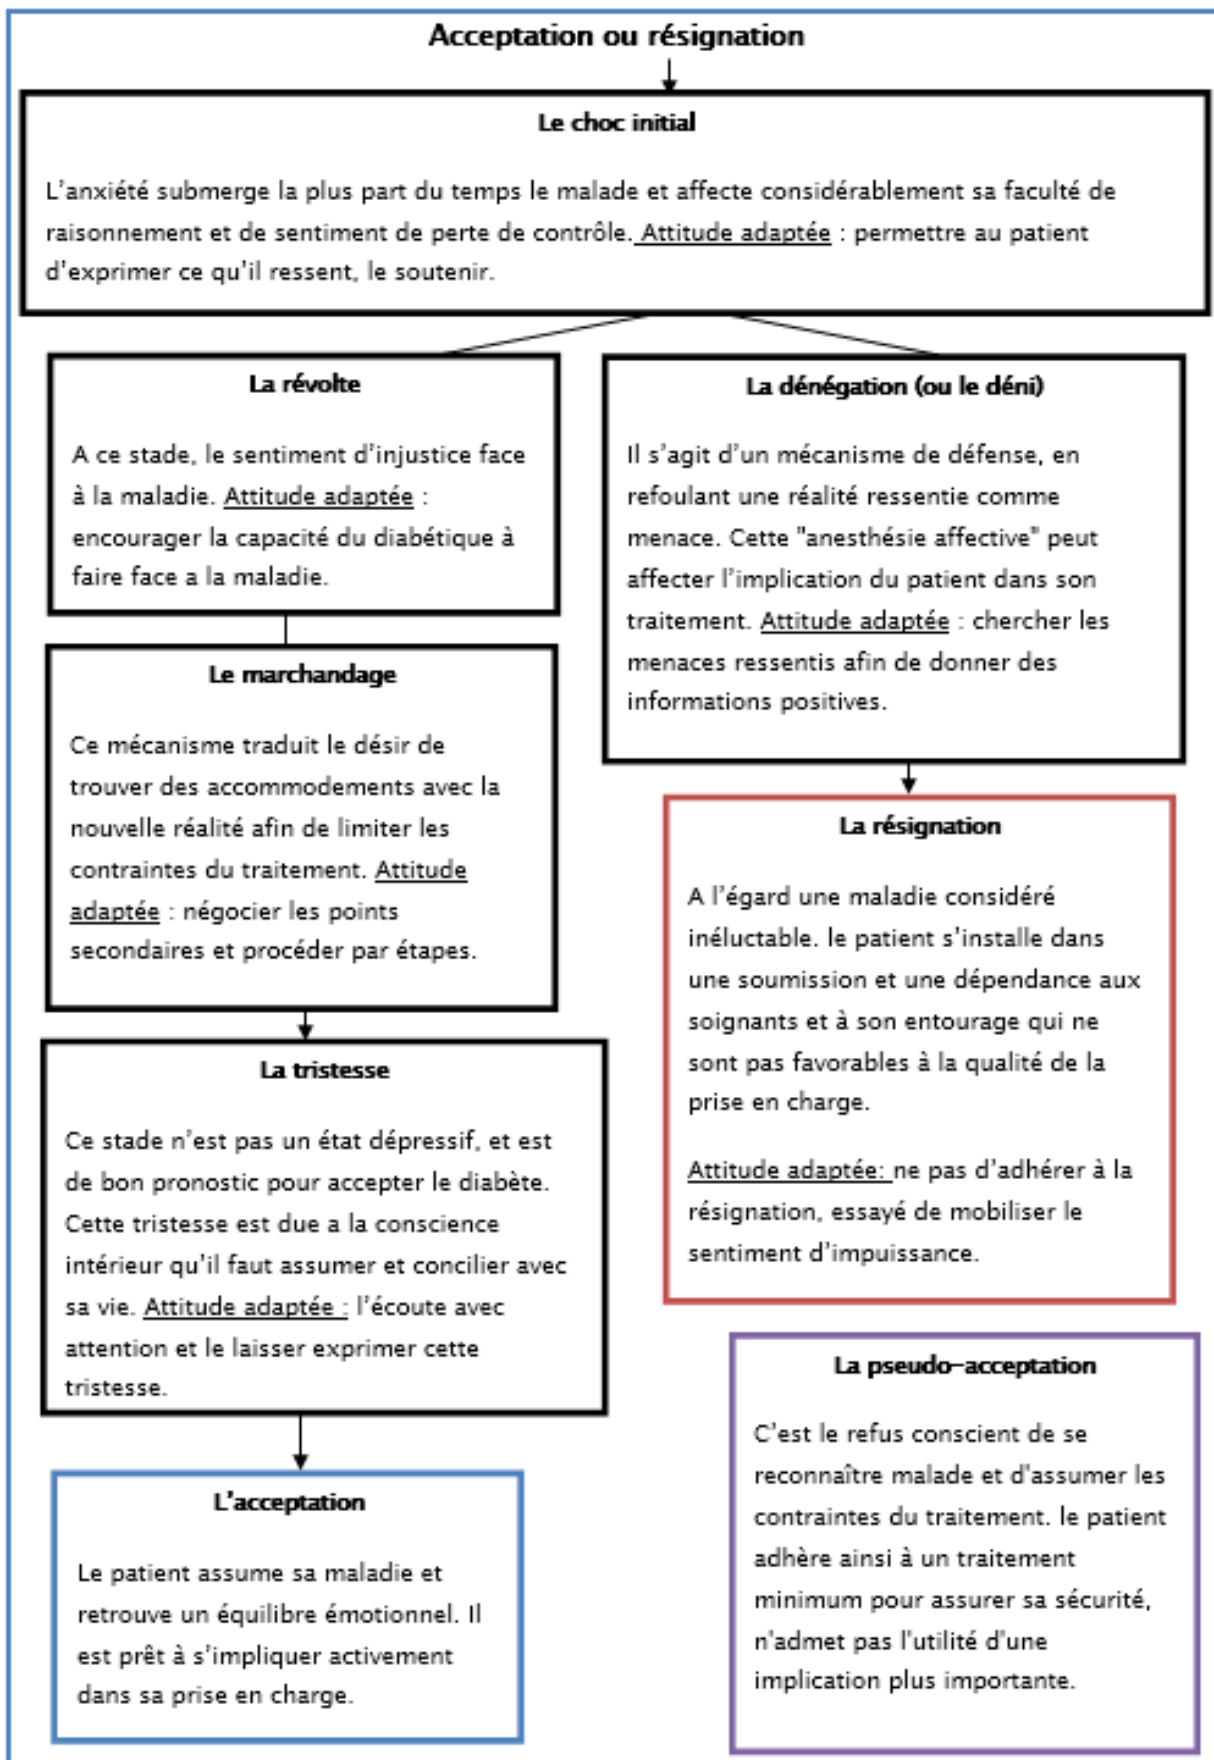 Acceptation ou résignation
Le choc initial
L'anxiété submerge la plus part du temps le malade et affecte considérablement sa faculté de
raisonnement et de sentiment de perte de contrôle. Attitude adaptée : permettre au patient
d'exprimer ce qu'il ressent, le soutenir.
La révolte
A ce stade, le sentiment d'injustice face
à la maladie. Attitude adaptée :
encourager la capacité du diabétique à
faire face a la maladie.
La dénégation (ou le déni)
Il s'agit d'un mécanisme de défense, en
refoulant une réalité ressentie comme
menace. Cette "anesthésie affective" peut
affecter l'implication du patient dans son
traitement. Attitude adaptée : chercher les
menaces ressentis afin de donner des
informations positives.
Le marchandage
Ce mécanisme traduit le désir de
trouver des accommodements avec la
nouvelle réalité afin de limiter les
contraintes du traitement. Attitude
adaptée : négocier les points
secondaires et procéder par étapes.
La résignation
A l'égard une maladie considéré
inéluctable. le patient s'installe dans
une soumission et une dépendance aux
soignants et à son entourage qui ne
sont pas favorables à la qualité de la
prise en charge.
Attitude adaptée: ne pas d'adhérer à la
résignation, essayé de mobiliser le
sentiment d'impuissance.
La tristesse
Ce stade n'est pas un état dépressif, et est
de bon pronostic pour accepter le diabète.
Cette tristesse est due a la conscience
intérieur qu'il faut assumer et concilier avec
sa vie. Attitude adaptée : l'écoute avec
attention et le laisser exprimer cette
tristesse.
La pseudo-acceptation
C'est le refus conscient de se
reconnaître malade et d'assumer les
contraintes du traitement. le patient
adhère ainsi à un traitement
minimum pour assurer sa sécurité,
n'admet pas l'utilité d'une
implication plus importante.
L'acceptation
Le patient assume sa maladie et
retrouve un équilibre émotionnel. Il
est prêt à s'impliquer activement
dans sa prise en charge.